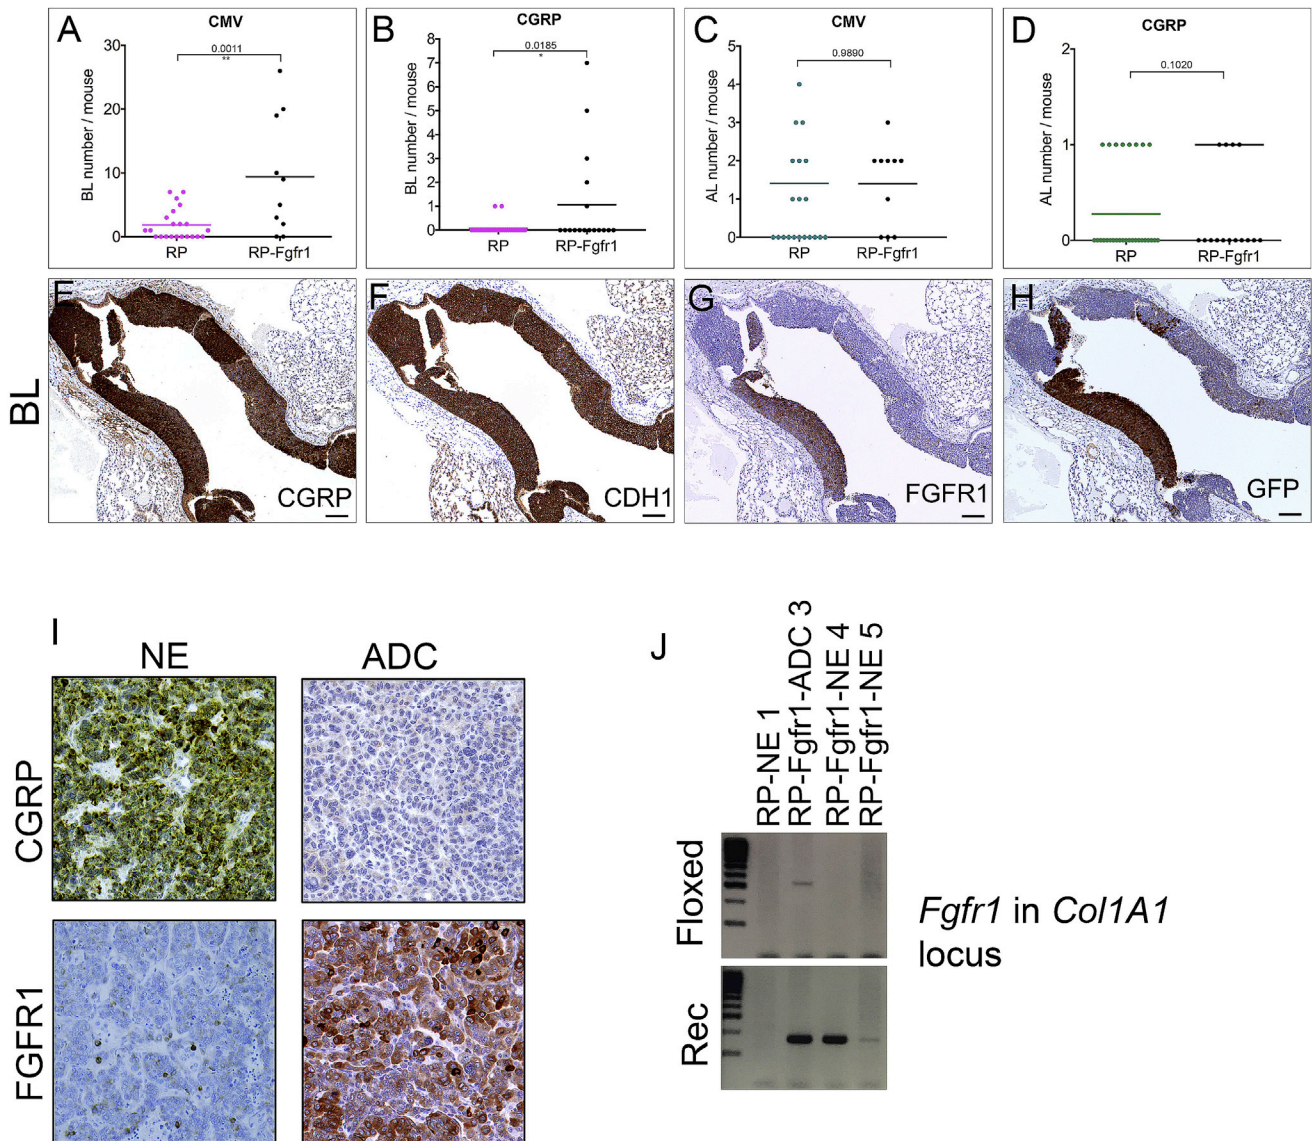 A
CMV
0.0011
**
BL number / mouse
30
20
10
0
RP
RP-Fgfr1
B
CGRP
0.0185
*
BL number / mouse
8
7
6
5
4
3
2
1
0
RP
RP-Fgfr1
C
CMV
0.9890
AL number / mouse
5
4
3
2
1
0
RP
RP-Fgfr1
D
CGRP
0.1020
AL number / mouse
2
1
0
RP
RP-Fgfr1
BL
E
CGRP
F
CDH1
G
FGFR1
H
GFP
I
NE
ADC
CGRP
FGFR1
J
RP-NE 1
RP-Fgfr1-ADC 3
RP-Fgfr1-NE 4
RP-Fgfr1-NE 5
Floxed
Rec
Fgfr1 in Col1A1
locus